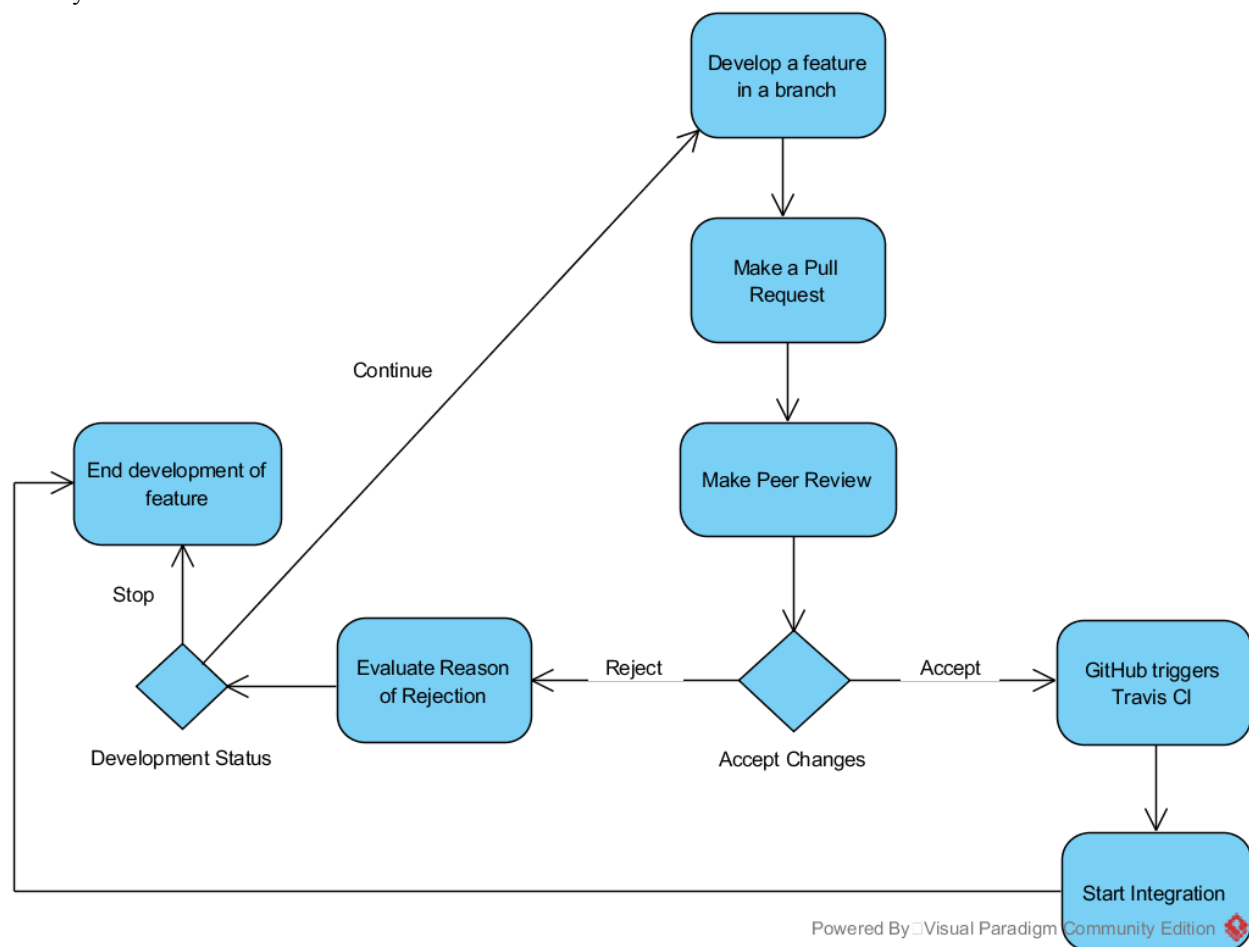 Develop a feature
in a branch
Make a Pull
Request
Continue
End development of
feature
Make Peer Review
Stop
Evaluate Reason
of Rejection
Reject
Accept
GitHub triggers
Travis CI
Development Status
Accept Changes
Start Integration
Powered By Visual Paradigm Community Edition